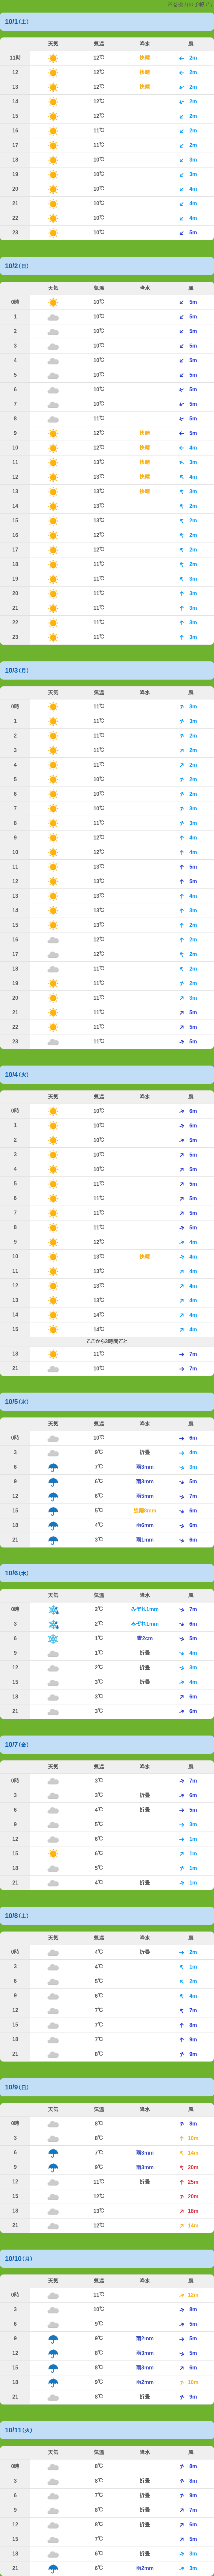 10/1(土)
天気 気温 降水 風
11時 12℃ 快晴 2m
12 12℃ 快晴 2m
13 12℃ 快晴 2m
14 12℃ 2m
15 12℃ 2m
16 11℃ 2m
17 11℃ 2m
18 10℃ 3m
19 10℃ 3m
20 10℃ 4m
21 10℃ 4m
22 10℃ 4m
23 10℃ 5m
10/2(日)
天気 気温 降水 風
0時 10℃ 5m
1 10℃ 5m
2 10℃ 5m
3 10℃ 5m
4 10℃ 5m
5 10℃ 5m
6 10℃ 5m
7 10℃ 5m
8 11℃ 5m
9 12℃ 快晴 5m
10 12℃ 快晴 4m
11 13℃ 快晴 3m
12 13℃ 快晴 4m
13 13℃ 快晴 3m
14 13℃ 2m
15 13℃ 2m
16 12℃ 2m
17 12℃ 2m
18 11℃ 2m
19 11℃ 3m
20 11℃ 3m
21 11℃ 3m
22 11℃ 3m
23 11℃ 3m
10/3(月)
天気 気温 降水 風
0時 11℃ 3m
1 11℃ 3m
2 11℃ 2m
3 11℃ 2m
4 11℃ 2m
5 10℃ 2m
6 10℃ 2m
7 10℃ 3m
8 11℃ 3m
9 12℃ 4m
10 12℃ 4m
11 13℃ 5m
12 13℃ 5m
13 13℃ 4m
14 13℃ 3m
15 13℃ 2m
16 12℃ 2m
17 12℃ 2m
18 11℃ 2m
19 11℃ 2m
20 11℃ 3m
21 11℃ 5m
22 11℃ 5m
23 11℃ 5m
10/4(火)
天気 気温 降水 風
0時 10℃ 6m
1 10℃ 6m
2 10℃ 5m
3 10℃ 5m
4 10℃ 5m
5 11℃ 5m
6 11℃ 5m
7 11℃ 5m
8 11℃ 5m
9 12℃ 4m
10 13℃ 快晴 4m
11 13℃ 4m
12 13℃ 4m
13 13℃ 4m
14 14℃ 4m
15 14℃ 4m
ここから3時間ごと
18 11℃ 7m
21 10℃ 7m
10/5(水)
天気 気温 降水 風
0時 10℃ 6m
3 9℃ 折畳 4m
6 7℃ 雨3mm 3m
9 6℃ 雨3mm 5m
12 6℃ 雨5mm 7m
15 5℃ 6m
18 4℃ 雨6mm 6m
21 3℃ 雨1mm 6m
10/6(木)
天気 気温 降水 風
0時 2℃ みぞれ1mm 7m
3 2℃ みぞれ1mm 6m
6 1℃ 雪2cm 5m
9 1℃ 折畳 4m
12 2℃ 折畳 3m
15 3℃ 折畳 4m
18 3℃ 6m
21 3℃ 6m
10/7(金)
天気 気温 降水 風
0時 3℃ 7m
3 3℃ 折畳 6m
6 4℃ 折畳 5m
9 5℃ 3m
12 6℃ 1m
15 6℃ 1m
18 5℃ 1m
21 4℃ 折畳 1m
10/8(土)
天気 気温 降水 風
0時 4℃ 折畳 2m
3 4℃ 1m
6 5℃ 2m
9 6℃ 4m
12 7℃ 7m
15 7℃ 8m
18 7℃ 9m
21 8℃ 9m
10/9(日)
天気 気温 降水 風
0時 8℃ 8m
3 8℃ 10m
6 7℃ 雨3mm 14m
9 9℃ 雨3mm 20m
12 11℃ 折畳 25m
15 12℃ 20m
18 13℃ 18m
21 12℃ 14m
10/10(月)
天気 気温 降水 風
0時 11℃ 12m
3 10℃ 8m
6 9℃ 5m
9 9℃ 雨2mm 5m
12 8℃ 雨3mm 5m
15 8℃ 雨3mm 6m
18 9℃ 雨2mm 10m
21 8℃ 折畳 9m
10/11(火)
天気 気温 降水 風
0時 8℃ 8m
3 8℃ 折畳 8m
6 7℃ 折畳 9m
9 8℃ 折畳 7m
12 8℃ 折畳 6m
15 7℃ 5m
18 6℃ 折畳 3m
21 6℃ 雨2mm 3m